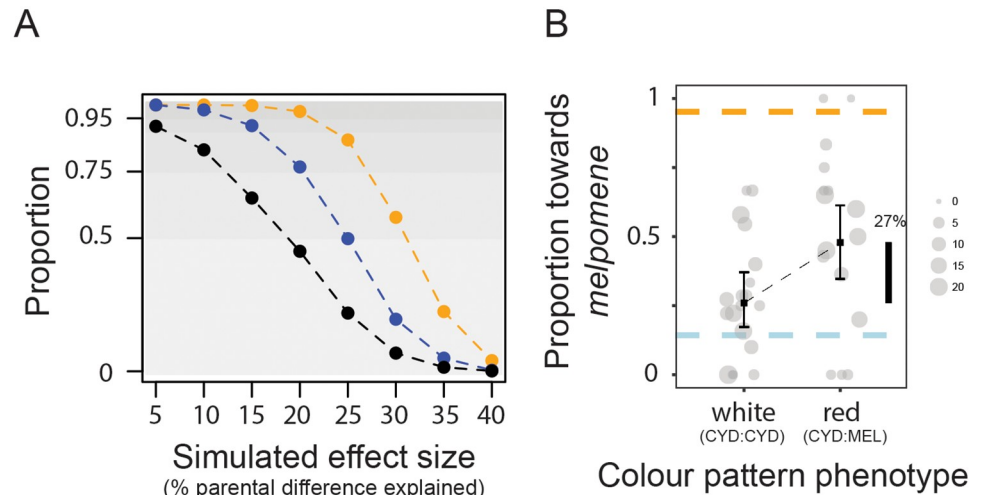 A
B
Proportion
0.95
0.75
0.5
0
5 10 15 20 25 30 35 40
Simulated effect size
(% parental difference explained)
Proportion towards
melpomene
1
0.5
0
27%
0
5
10
15
20
white red
(CYD:CYD) (CYD:MEL)
Colour pattern phenotype